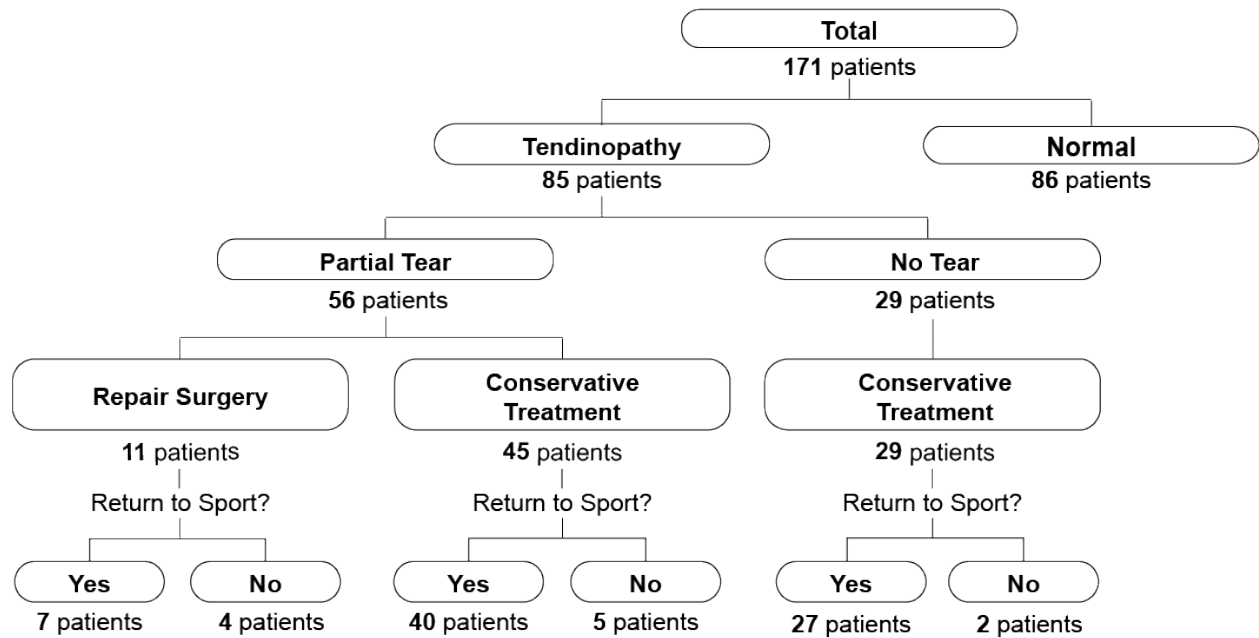 Total
171 patients
Tendinopathy
85 patients
Normal
86 patients
Partial Tear
56 patients
No Tear
29 patients
Repair Surgery
11 patients
Conservative
Treatment
45 patients
Conservative
Treatment
29 patients
Return to Sport?
Return to Sport?
Return to Sport?
Yes
7 patients
No
4 patients
Yes
40 patients
No
5 patients
Yes
27 patients
No
2 patients